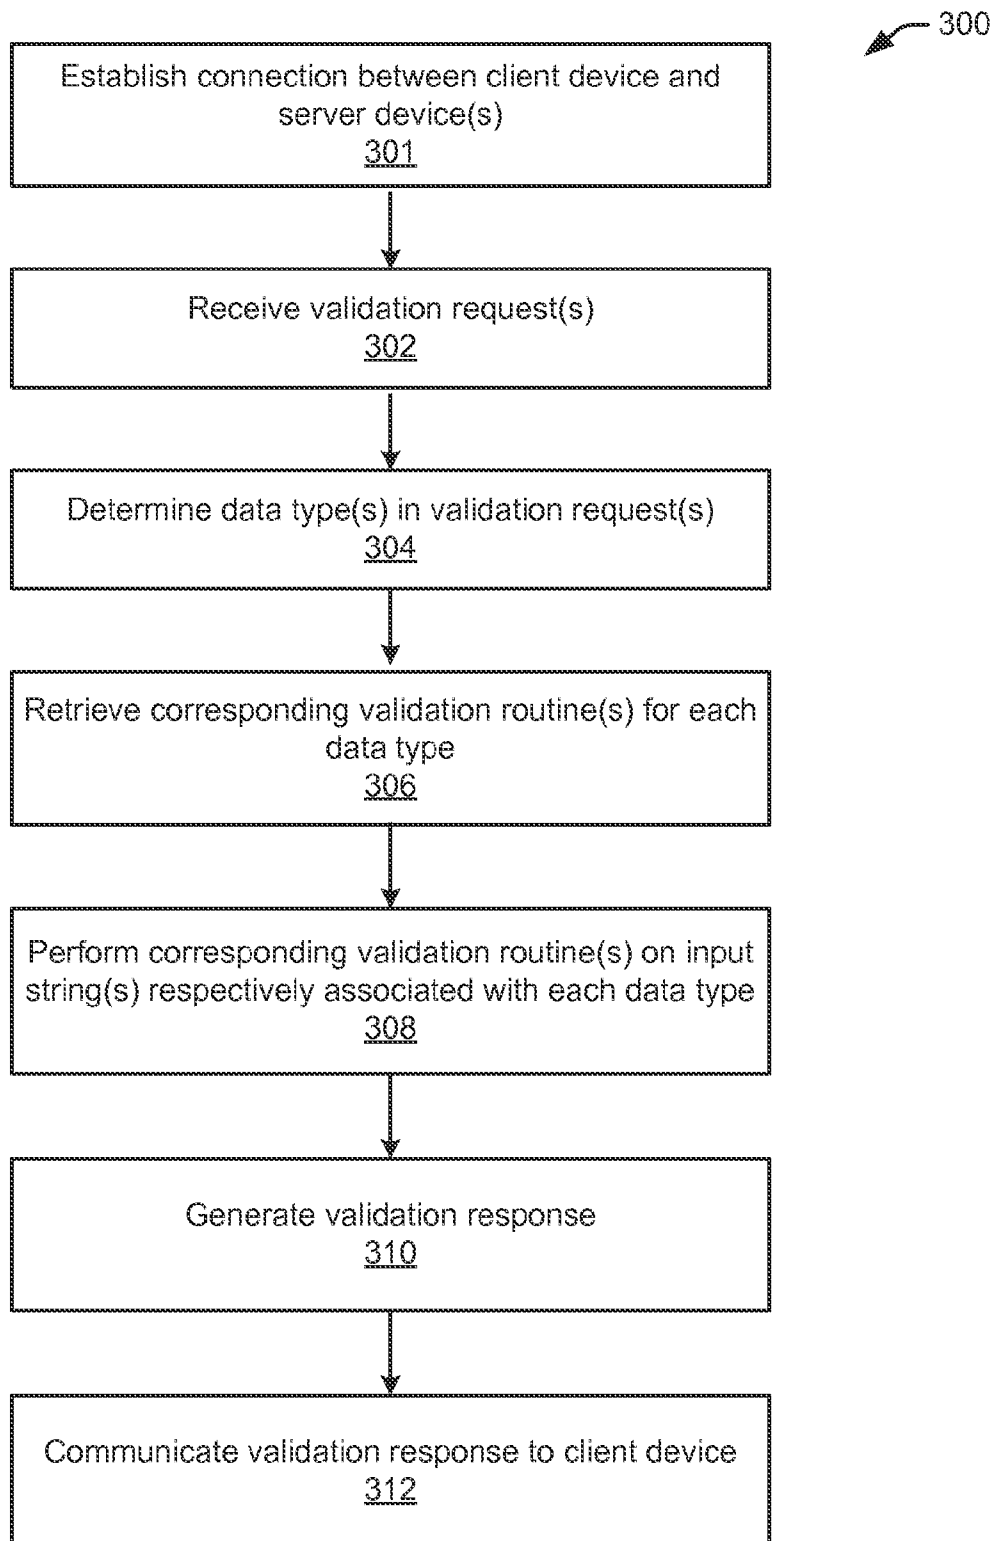 300
Establish connection between client device and
server device(s)
301
Receive validation request(s)
302
Determine data type(s) in validation request(s)
304
Retrieve corresponding validation routine(s) for each
data type
306
Perform corresponding validation routine(s) on input
string(s) respectively associated with each data type
308
Generate validation response
310
Communicate validation response to client device
312